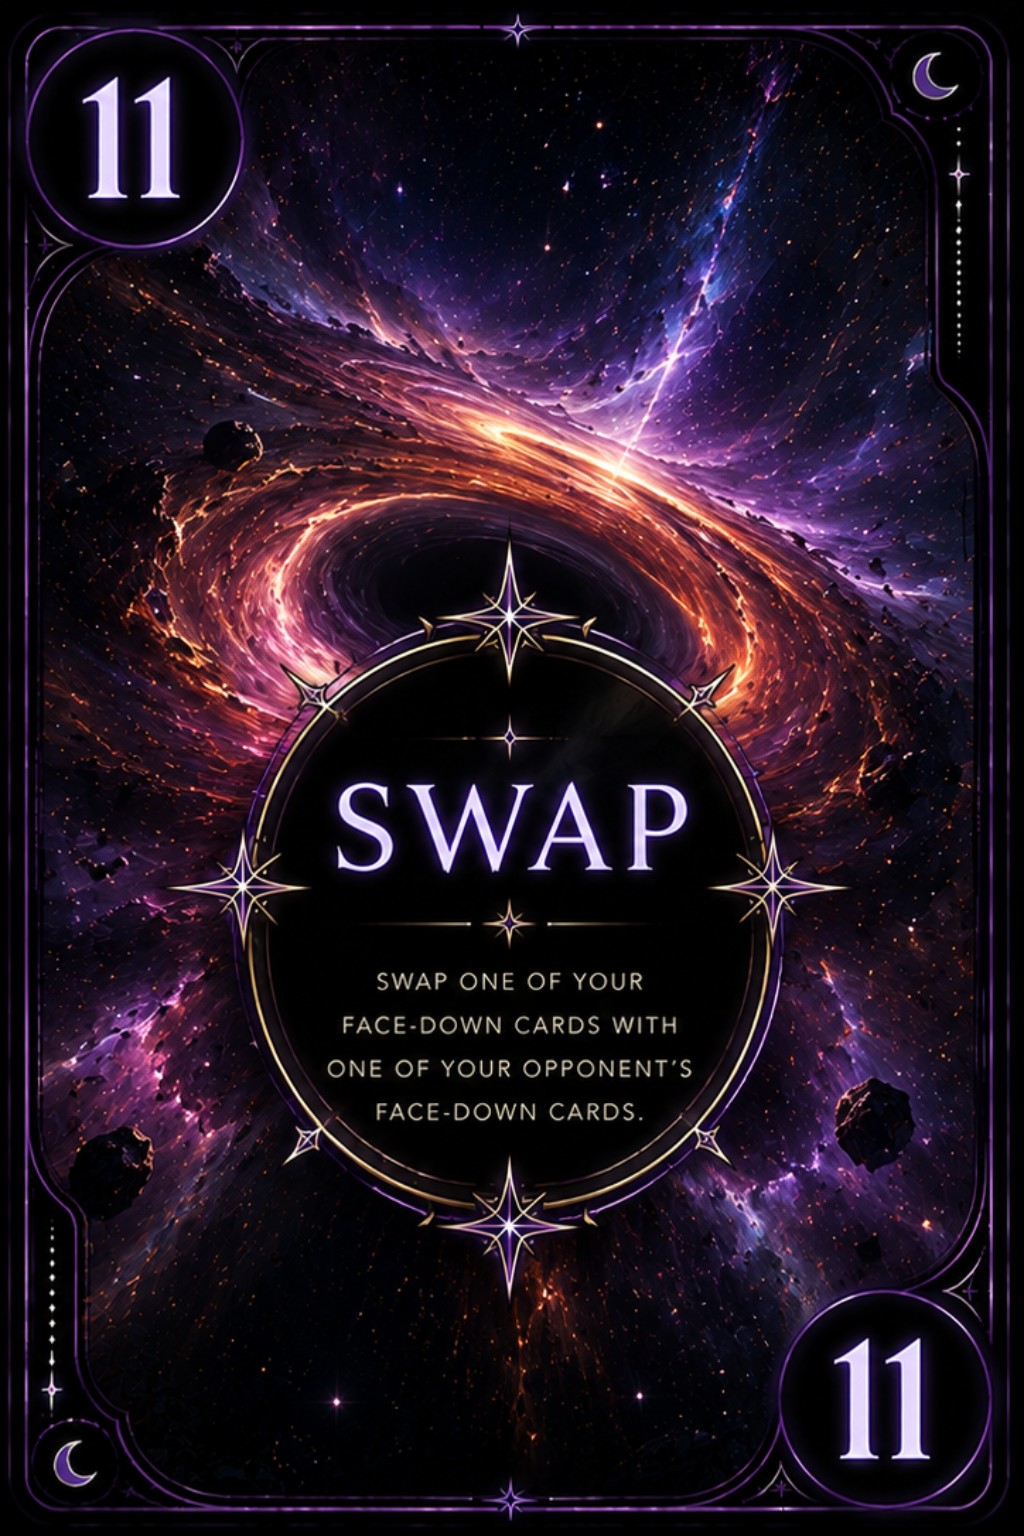 11
SWAP
SWAP ONE OF YOUR
FACE-DOWN CARDS WITH
ONE OF YOUR OPPONENT'S
FACE-DOWN CARDS.
11